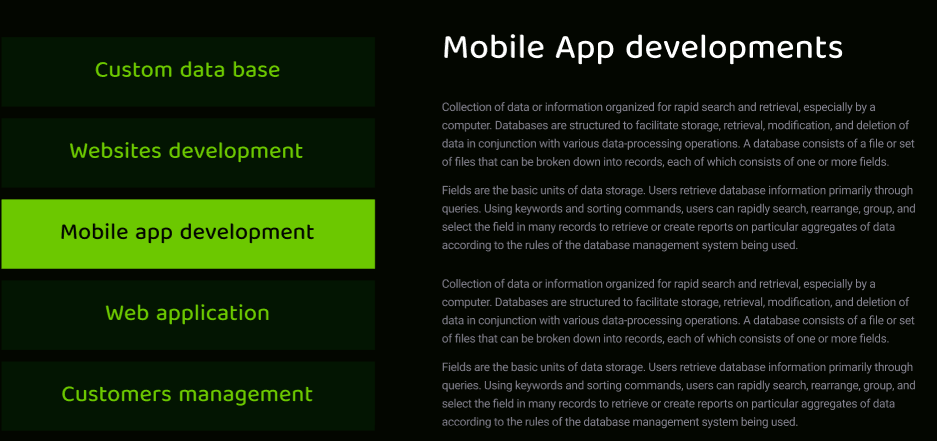 Custom data base
Websites development
Mobile app development
Web application
Customers management
Mobile App developments
Collection of data or information organized for rapid search and retrieval, especially by a
computer. Databases are structured to facilitate storage, retrieval, modification, and deletion of
data in conjunction with various data-processing operations. A database consists of a file or set
of files that can be broken down into records, each of which consists of one or more fields.
Fields are the basic units of data storage. Users retrieve database information primarily through
queries. Using keywords and sorting commands, users can rapidly search, rearrange, group, and
select the field in many records to retrieve or create reports on particular aggregates of data
according to the rules of the database management system being used.
Collection of data or information organized for rapid search and retrieval, especially by a
computer. Databases are structured to facilitate storage, retrieval, modification, and deletion of
data in conjunction with various data-processing operations. A database consists of a file or set
of files that can be broken down into records, each of which consists of one or more fields.
Fields are the basic units of data storage. Users retrieve database information primarily through
queries. Using keywords and sorting commands, users can rapidly search, rearrange, group, and
select the field in many records to retrieve or create reports on particular aggregates of data
according to the rules of the database management system being used.